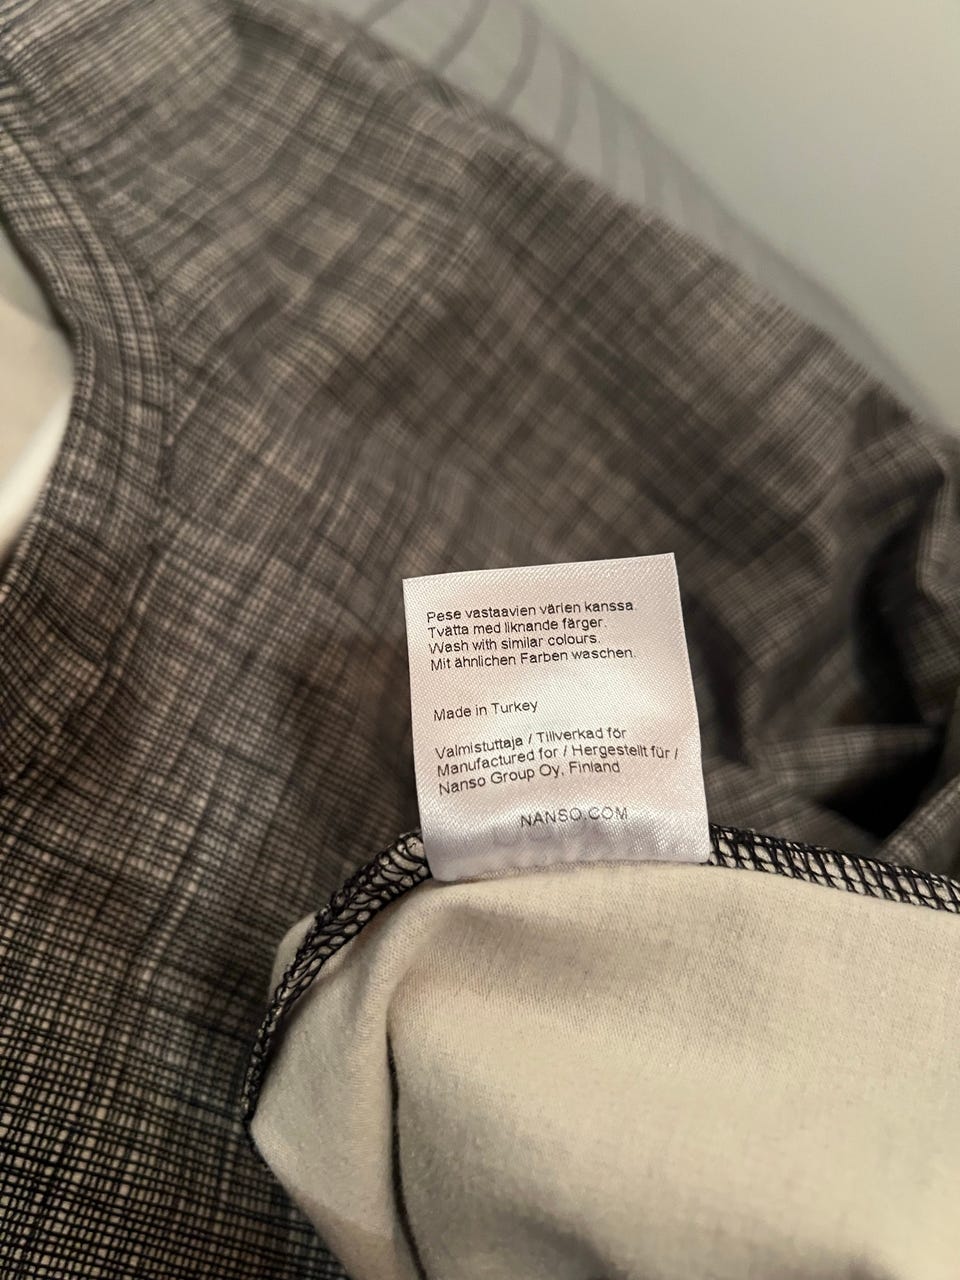 Pese vastaavien värien kanssa.
Tvätta med liknande färger.
Wash with similar colours.
Mit ähnlichen Farben waschen.
Made in Turkey
Valmistuttaja / Tillverkad för
Manufactured for / Hergestellt für /
Nanso Group Oy, Finland
NANSO.COM